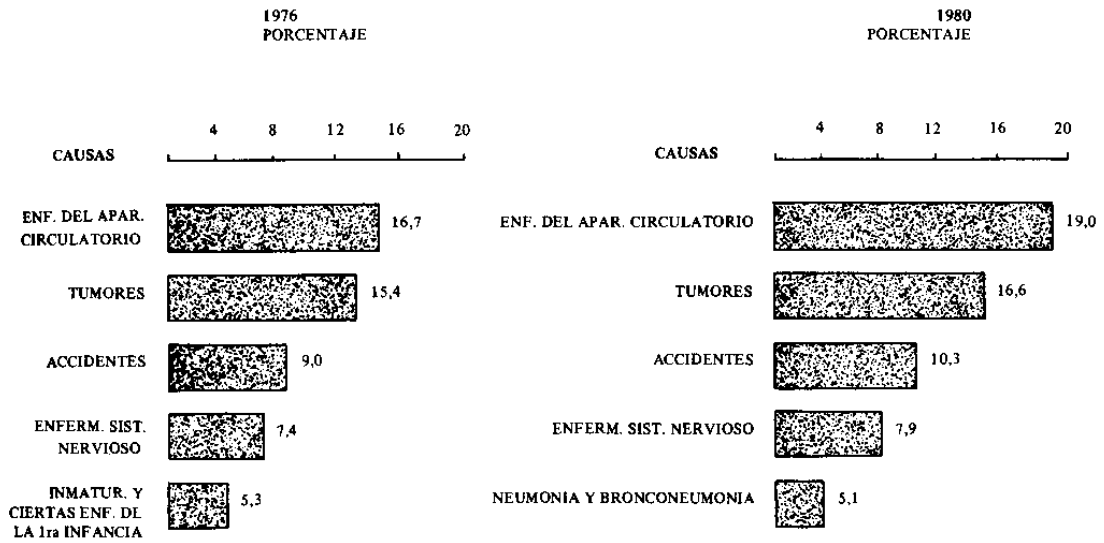 1976
PORCENTAJE
4 8 12 16 20
CAUSAS
ENF. DEL APAR.
CIRCULATORIO
16,7
TUMORES
15,4
ACCIDENTES
9,0
ENFERM. SIST.
NERVIOSO
7,4
INMATUR. Y
CIERTAS ENF. DE
LA 1ra INFANCIA
5,3
1980
PORCENTAJE
4 8 12 16 20
CAUSAS
ENF. DEL APAR. CIRCULATORIO
19,0
TUMORES
16,6
ACCIDENTES
10,3
ENFERM. SIST. NERVIOSO
7,9
NEUMONIA Y BRONCONEUMONIA
5,1